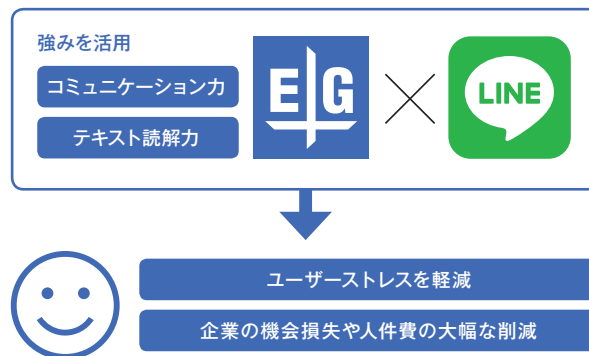 強みを活用
コミュニケーション力
テキスト読解力
EG
LINE
ユーザーストレスを軽減
企業の機会損失や人件費の大幅な削減